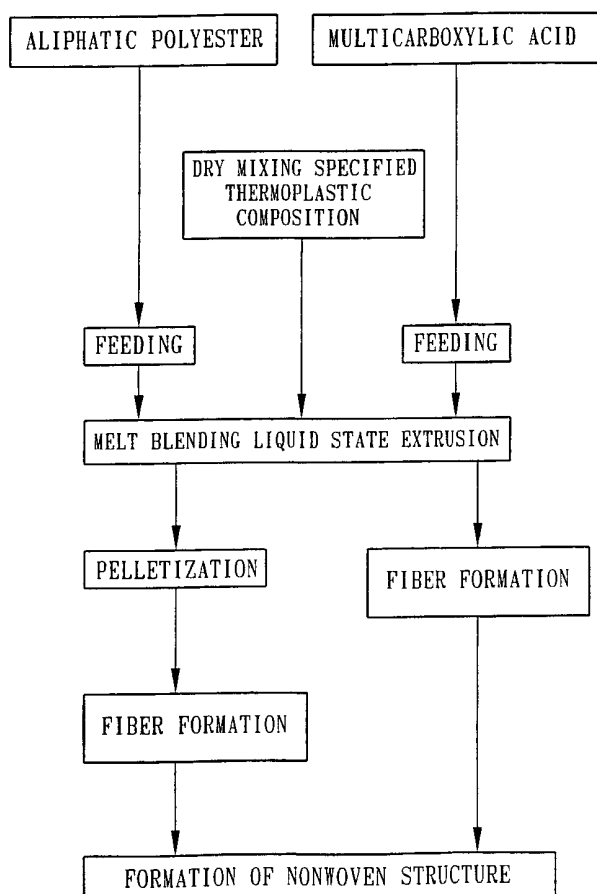 ALIPHATIC POLYESTER
MULTICARBOXYLIC ACID
DRY MIXING SPECIFIED
THERMOPLASTIC
COMPOSITION
FEEDING
FEEDING
MELT BLENDING LIQUID STATE EXTRUSION
PELLETIZATION
FIBER FORMATION
FIBER FORMATION
FORMATION OF NONWOVEN STRUCTURE